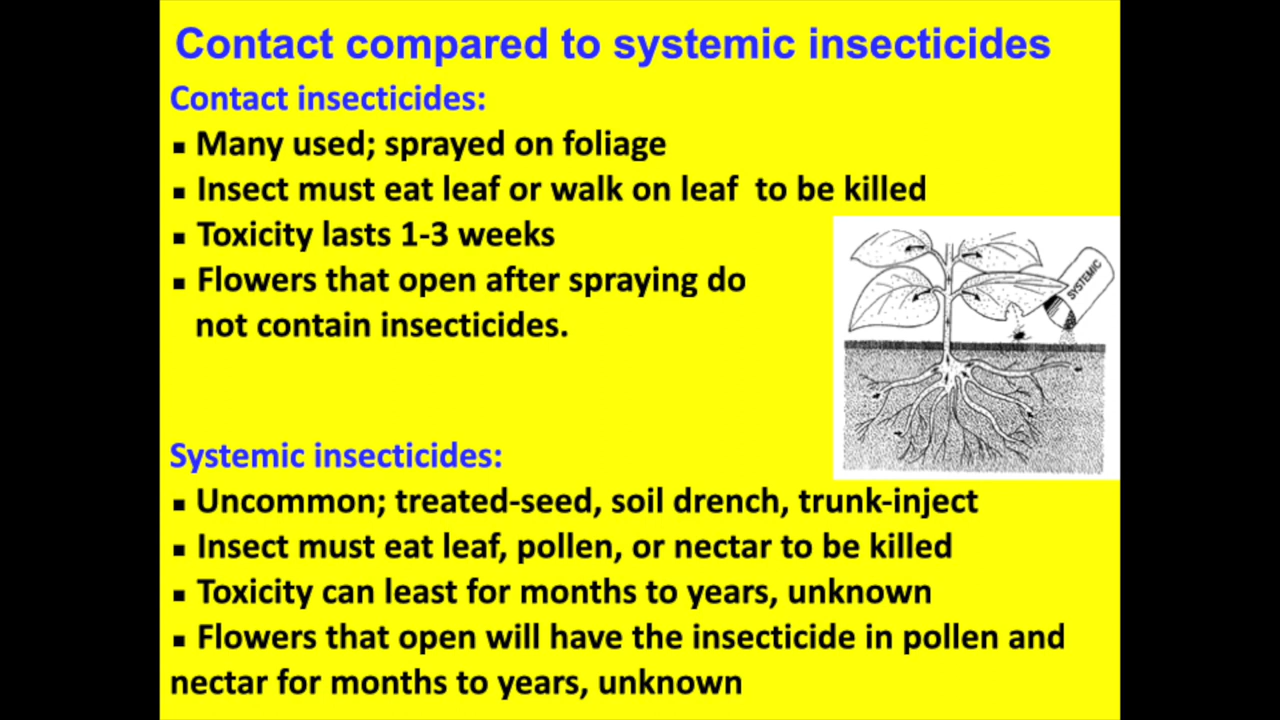 Contact compared to systemic insecticides
Contact insecticides:
▪ Many used; sprayed on foliage
▪ Insect must eat leaf or walk on leaf to be killed
▪ Toxicity lasts 1-3 weeks
▪ Flowers that open after spraying do
not contain insecticides.
SYSTEMIC
Systemic insecticides:
▪ Uncommon; treated-seed, soil drench, trunk-inject
▪ Insect must eat leaf, pollen, or nectar to be killed
▪ Toxicity can least for months to years, unknown
▪ Flowers that open will have the insecticide in pollen and
nectar for months to years, unknown